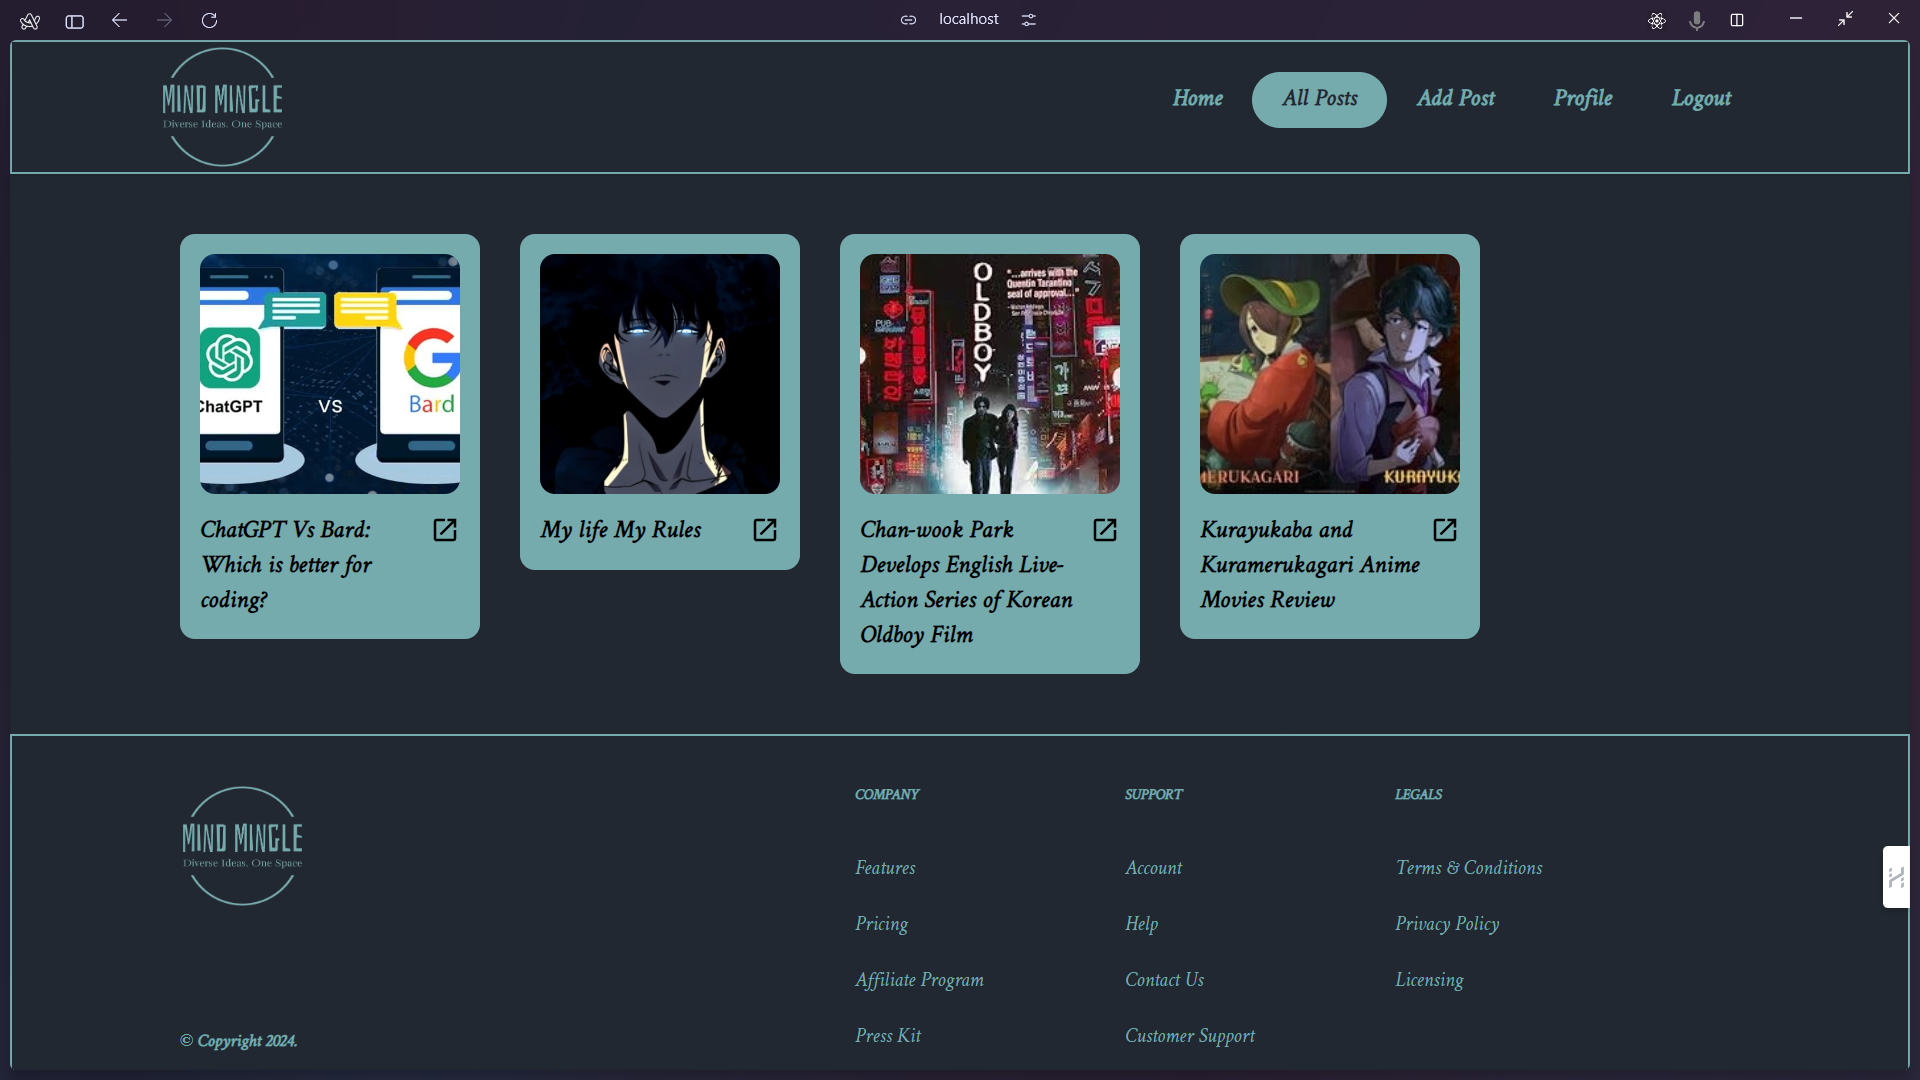 localhost
MIND MINGLE
Diverse Ideas. One Space
Home
All Posts
Add Post
Profile
Logout
ChatGPT
VS
Bard
OLDBOY
"...arrives with the
Quentin Tarantino
seal of approval..."
MERUKAGARI
KURAYUK
ChatGPT Vs Bard:
Which is better for
coding?
My life My Rules
Chan-wook Park
Develops English Live-
Action Series of Korean
Oldboy Film
Kurayukaba and
Kuramerukagari Anime
Movies Review
MIND MINGLE
Diverse Ideas. One Space
© Copyright 2024.
COMPANY
Features
Pricing
Affiliate Program
Press Kit
SUPPORT
Account
Help
Contact Us
Customer Support
LEGALS
Terms & Conditions
Privacy Policy
Licensing